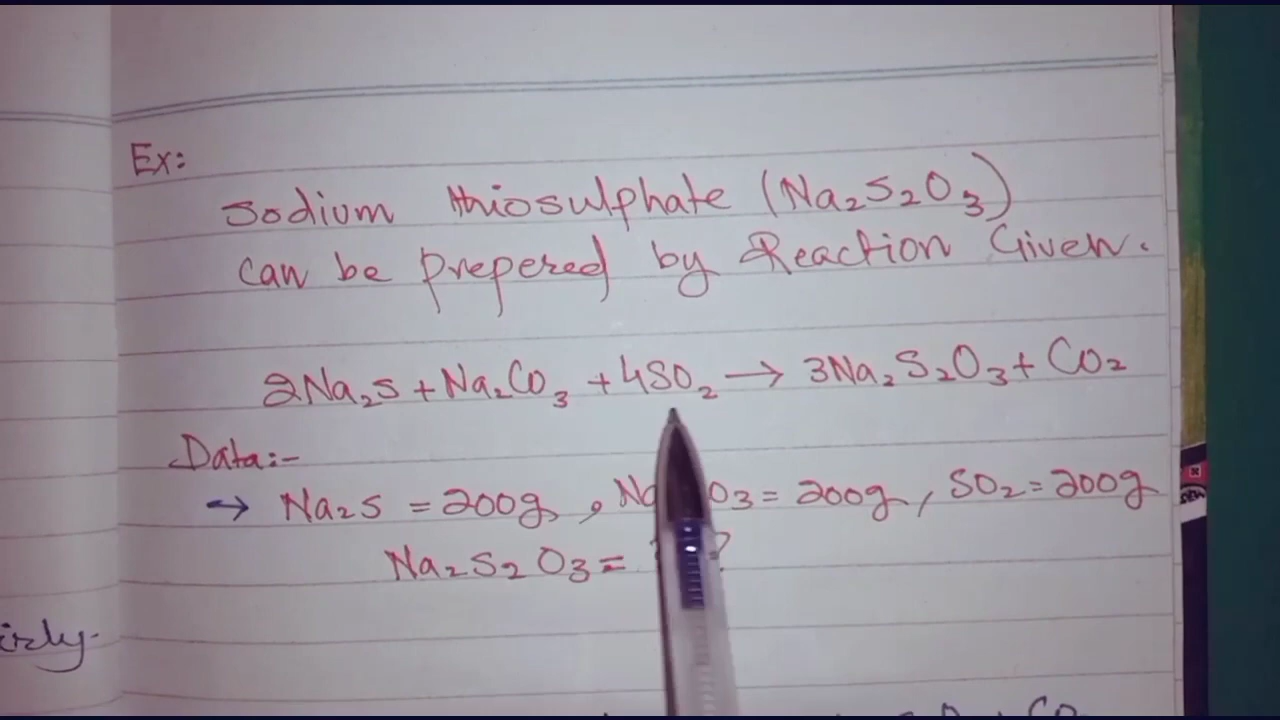 Ex:
Sodium thiosulphate (Na₂S₂O₃)
can be prepered by Reaction Given.
2Na₂S + Na₂CO₃ + 4SO₂ → 3Na₂S₂O₃ + CO₂
Data:-
→ Na₂S = 200g, Na O₃ = 200g, SO₂ = 200g
Na₂S₂O₃ = ?